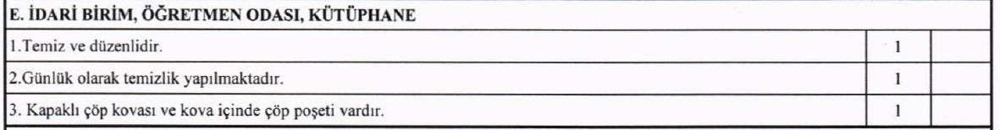 E. İDARİ BİRİM, ÖĞRETMEN ODASI, KÜTÜPHANE
1.Temiz ve düzenlidir. 1
2.Günlük olarak temizlik yapılmaktadır. 1
3. Kapaklı çöp kovası ve kova içinde çöp poşeti vardır. 1